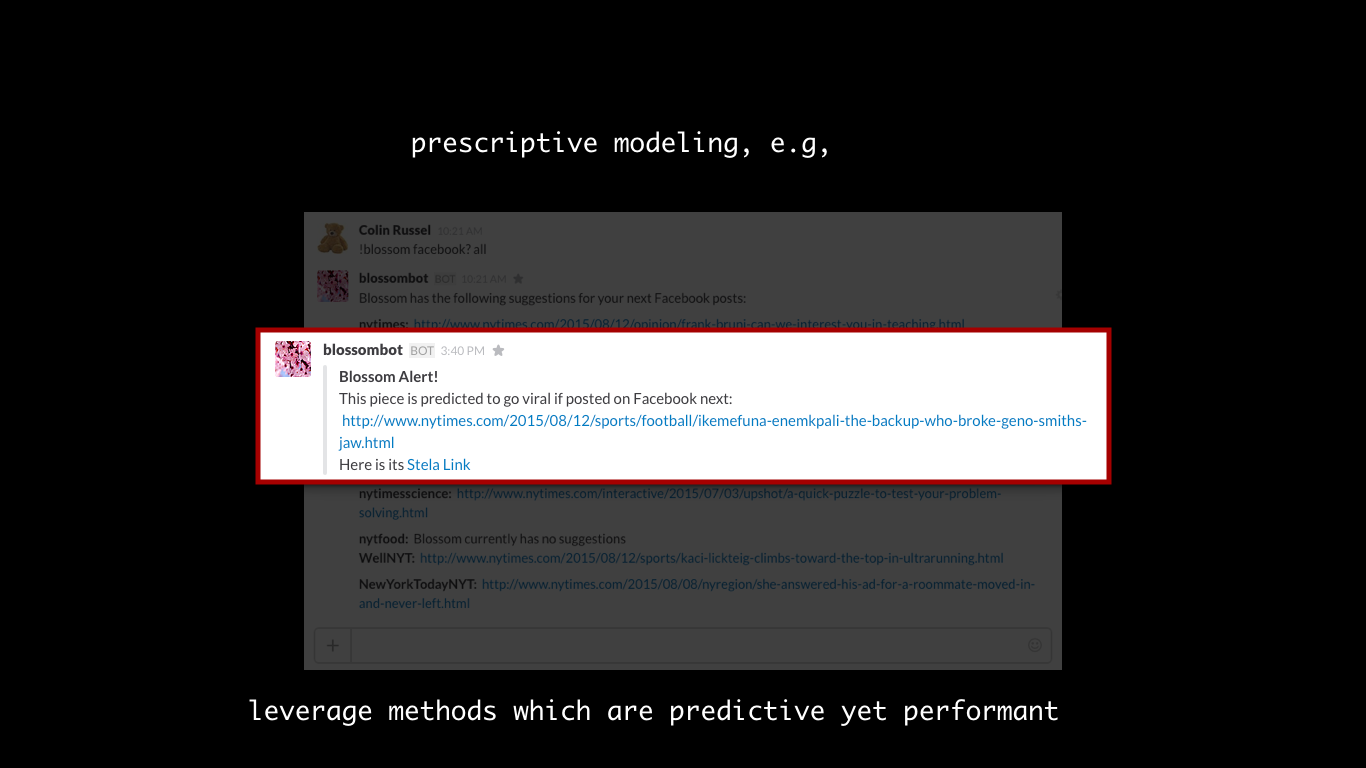 prescriptive modeling, e.g,
Colin Russel 10:21 AM
!blossom facebook? all
blossombot BOT 10:21 AM
Blossom has the following suggestions for your next Facebook posts:
nytimes: http://www.nytimes.com/2015/08/12/opinion/frank-bruni-can-we-interest-you-in-teaching.html
blossombot BOT 3:40 PM
Blossom Alert!
This piece is predicted to go viral if posted on Facebook next:
http://www.nytimes.com/2015/08/12/sports/football/ikemefuna-enemkpali-the-backup-who-broke-geno-smiths-
jaw.html
Here is its Stela Link
nytimesscience: http://www.nytimes.com/interactive/2015/07/03/upshot/a-quick-puzzle-to-test-your-problem-
solving.html
nytfood: Blossom currently has no suggestions
WellNYT: http://www.nytimes.com/2015/08/12/sports/kaci-lickteig-climbs-toward-the-top-in-ultrarunning.html
NewYorkTodayNYT: http://www.nytimes.com/2015/08/08/nyregion/she-answered-his-ad-for-a-roommate-moved-in-
and-never-left.html
leverage methods which are predictive yet performant